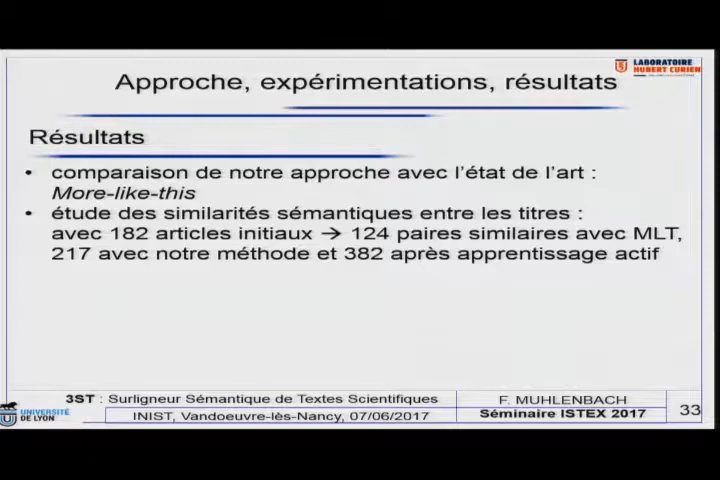 LABORATOIRE
HUBERT CURIEN
Approche, expérimentations, résultats
Résultats
• comparaison de notre approche avec l'état de l'art :
More-like-this
• étude des similarités sémantiques entre les titres :
avec 182 articles initiaux → 124 paires similaires avec MLT,
217 avec notre méthode et 382 après apprentissage actif
3ST : Surligneur Sémantique de Textes Scientifiques
F. MUHLENBACH
33
UNIVERSITÉ
DE LYON
INIST, Vandoeuvre-lès-Nancy, 07/06/2017
Séminaire ISTEX 2017